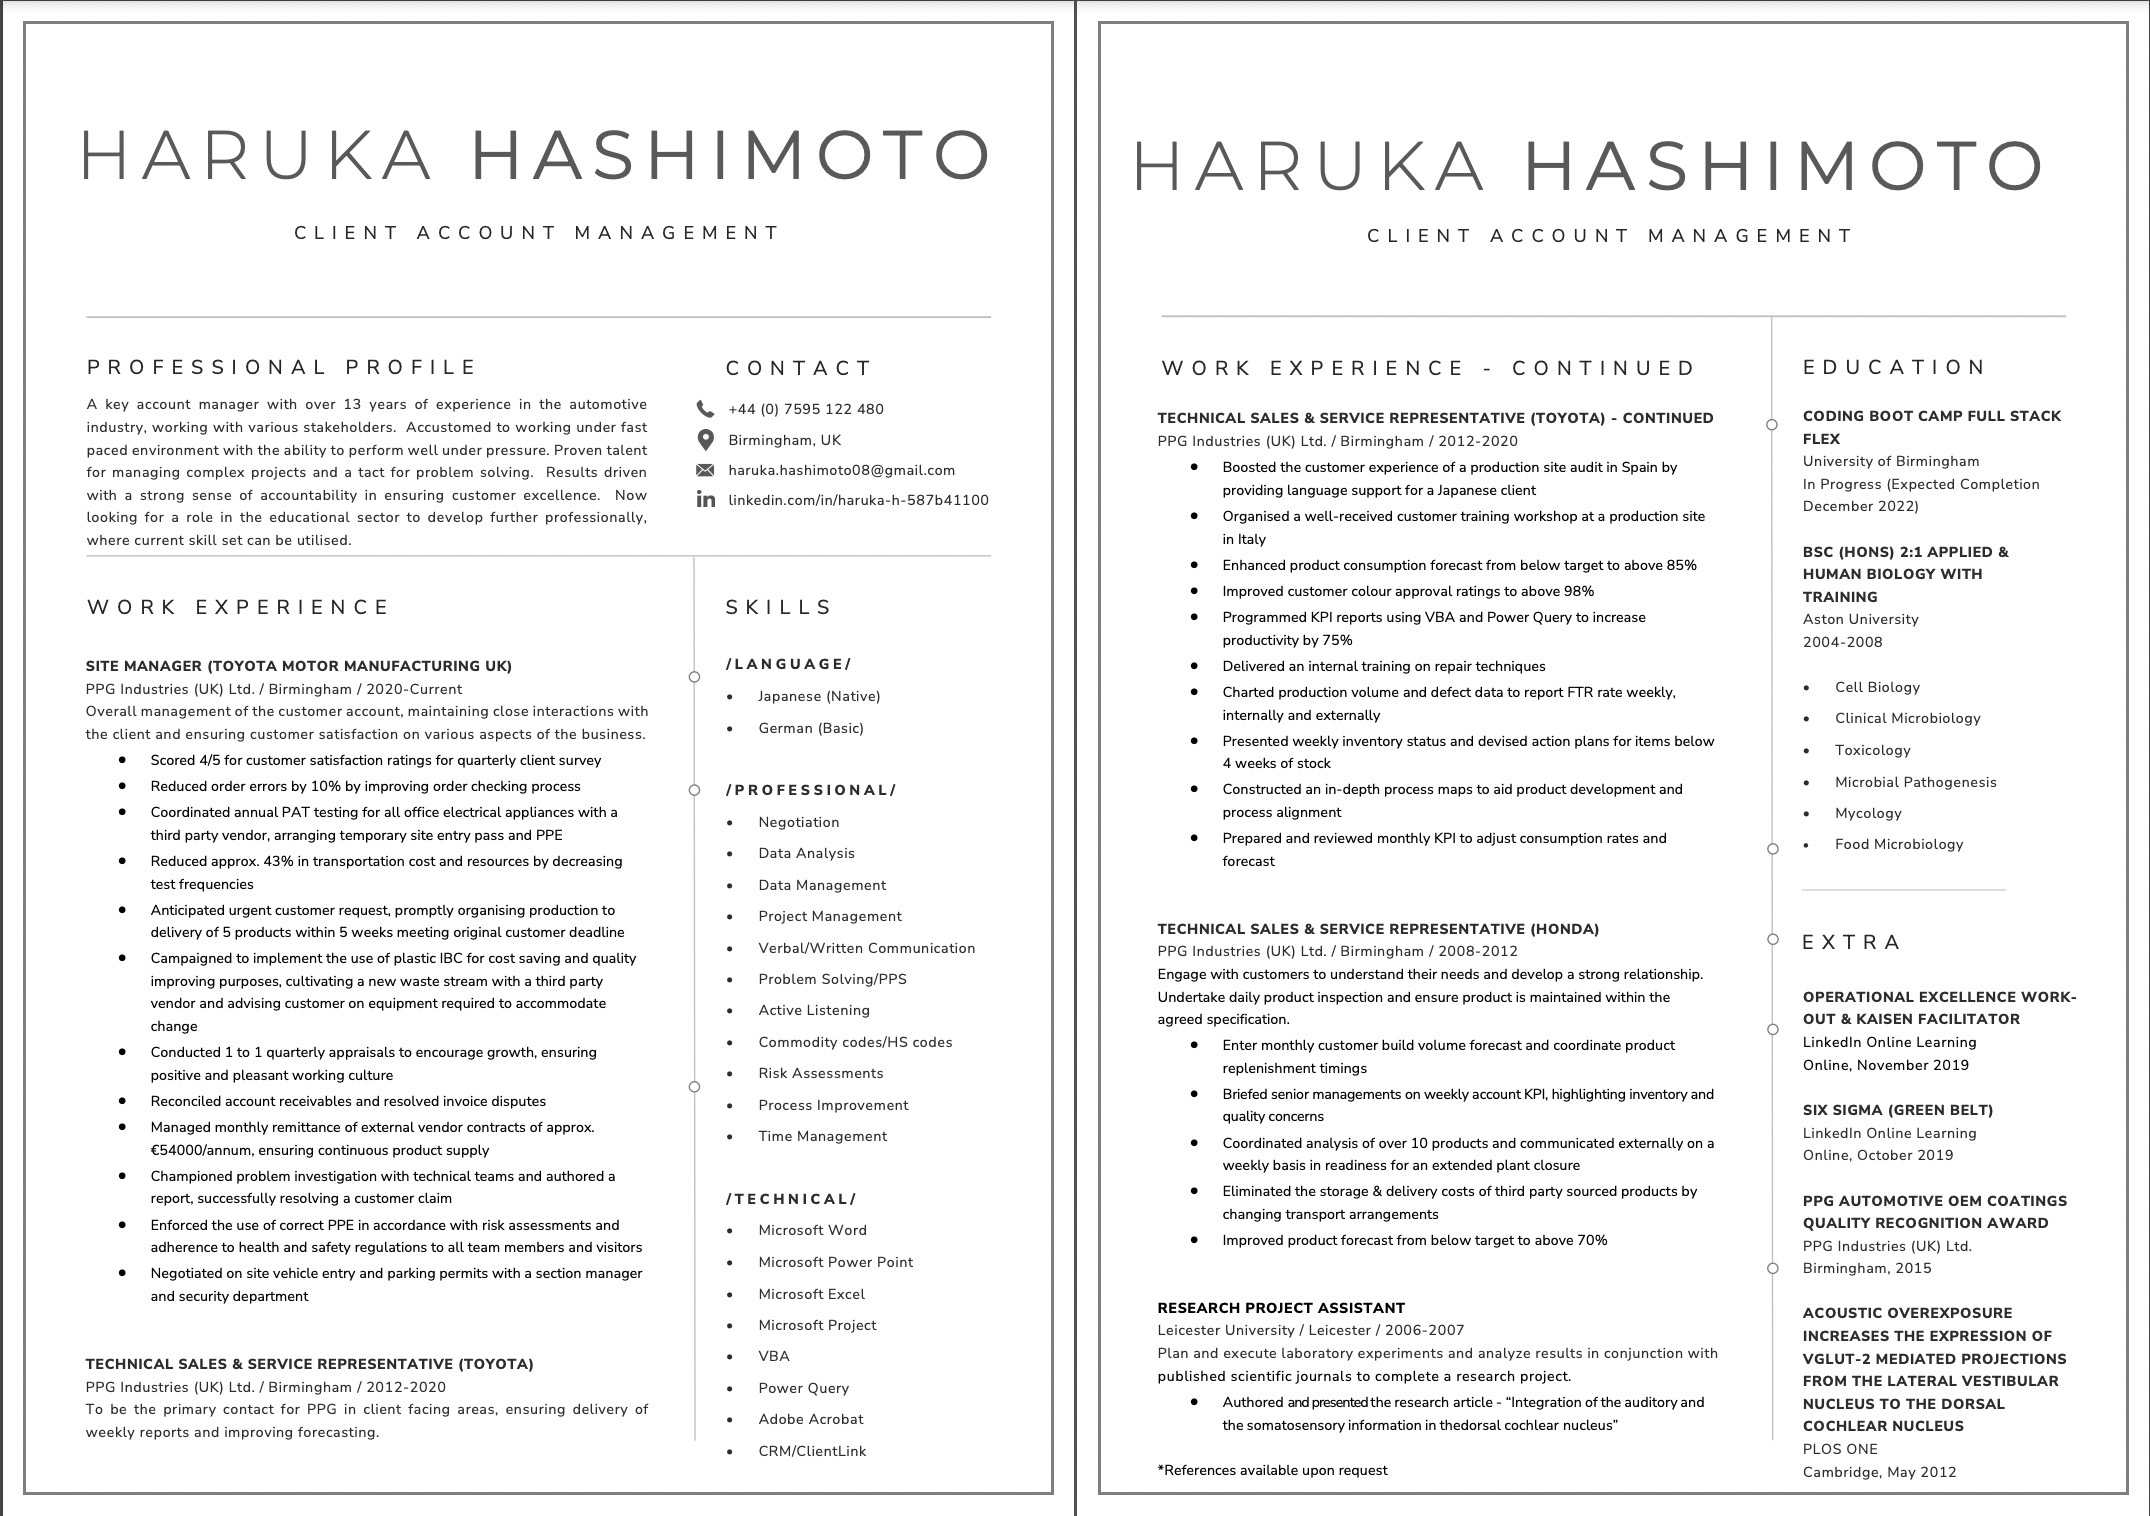 HARUKA HASHIMOTO
CLIENT ACCOUNT MANAGEMENT
PROFESSIONAL PROFILE
A key account manager with over 13 years of experience in the automotive
industry, working with various stakeholders. Accustomed to working under fast
paced environment with the ability to perform well under pressure. Proven talent
for managing complex projects and a tact for problem solving. Results driven
with a strong sense of accountability in ensuring customer excellence. Now
looking for a role in the educational sector to develop further professionally,
where current skill set can be utilised.
CONTACT
+44 (0) 7595 122 480
Birmingham, UK
haruka.hashimoto08@gmail.com
linkedin.com/in/haruka-h-587b41100
WORK EXPERIENCE
SITE MANAGER (TOYOTA MOTOR MANUFACTURING UK)
PPG Industries (UK) Ltd. / Birmingham / 2020-Current
Overall management of the customer account, maintaining close interactions with
the client and ensuring customer satisfaction on various aspects of the business.
• Scored 4/5 for customer satisfaction ratings for quarterly client survey
• Reduced order errors by 10% by improving order checking process
• Coordinated annual PAT testing for all office electrical appliances with a
third party vendor, arranging temporary site entry pass and PPE
• Reduced approx. 43% in transportation cost and resources by decreasing
test frequencies
• Anticipated urgent customer request, promptly organising production to
delivery of 5 products within 5 weeks meeting original customer deadline
• Campaigned to implement the use of plastic IBC for cost saving and quality
improving purposes, cultivating a new waste stream with a third party
vendor and advising customer on equipment required to accommodate
change
• Conducted 1 to 1 quarterly appraisals to encourage growth, ensuring
positive and pleasant working culture
• Reconciled account receivables and resolved invoice disputes
• Managed monthly remittance of external vendor contracts of approx.
€54000/annum, ensuring continuous product supply
• Championed problem investigation with technical teams and authored a
report, successfully resolving a customer claim
• Enforced the use of correct PPE in accordance with risk assessments and
adherence to health and safety regulations to all team members and visitors
• Negotiated on site vehicle entry and parking permits with a section manager
and security department
TECHNICAL SALES & SERVICE REPRESENTATIVE (TOYOTA)
PPG Industries (UK) Ltd. / Birmingham / 2012-2020
To be the primary contact for PPG in client facing areas, ensuring delivery of
weekly reports and improving forecasting.
SKILLS
/LANGUAGE/
• Japanese (Native)
• German (Basic)
/PROFESSIONAL/
• Negotiation
• Data Analysis
• Data Management
• Project Management
• Verbal/Written Communication
• Problem Solving/PPS
• Active Listening
• Commodity codes/HS codes
• Risk Assessments
• Process Improvement
• Time Management
/TECHNICAL/
• Microsoft Word
• Microsoft Power Point
• Microsoft Excel
• Microsoft Project
• VBA
• Power Query
• Adobe Acrobat
• CRM/ClientLink
HARUKA HASHIMOTO
CLIENT ACCOUNT MANAGEMENT
WORK EXPERIENCE - CONTINUED
TECHNICAL SALES & SERVICE REPRESENTATIVE (TOYOTA) - CONTINUED
PPG Industries (UK) Ltd. / Birmingham / 2012-2020
• Boosted the customer experience of a production site audit in Spain by
providing language support for a Japanese client
• Organised a well-received customer training workshop at a production site
in Italy
• Enhanced product consumption forecast from below target to above 85%
• Improved customer colour approval ratings to above 98%
• Programmed KPI reports using VBA and Power Query to increase
productivity by 75%
• Delivered an internal training on repair techniques
• Charted production volume and defect data to report FTR rate weekly,
internally and externally
• Presented weekly inventory status and devised action plans for items below
4 weeks of stock
• Constructed an in-depth process maps to aid product development and
process alignment
• Prepared and reviewed monthly KPI to adjust consumption rates and
forecast
TECHNICAL SALES & SERVICE REPRESENTATIVE (HONDA)
PPG Industries (UK) Ltd. / Birmingham / 2008-2012
Engage with customers to understand their needs and develop a strong relationship.
Undertake daily product inspection and ensure product is maintained within the
agreed specification.
• Enter monthly customer build volume forecast and coordinate product
replenishment timings
• Briefed senior managements on weekly account KPI, highlighting inventory and
quality concerns
• Coordinated analysis of over 10 products and communicated externally on a
weekly basis in readiness for an extended plant closure
• Eliminated the storage & delivery costs of third party sourced products by
changing transport arrangements
• Improved product forecast from below target to above 70%
RESEARCH PROJECT ASSISTANT
Leicester University / Leicester / 2006-2007
Plan and execute laboratory experiments and analyze results in conjunction with
published scientific journals to complete a research project.
• Authored and presented the research article - “Integration of the auditory and
the somatosensory information in thedorsal cochlear nucleus”
*References available upon request
EDUCATION
CODING BOOT CAMP FULL STACK
FLEX
University of Birmingham
In Progress (Expected Completion
December 2022)
BSC (HONS) 2:1 APPLIED &
HUMAN BIOLOGY WITH
TRAINING
Aston University
2004-2008
• Cell Biology
• Clinical Microbiology
• Toxicology
• Microbial Pathogenesis
• Mycology
• Food Microbiology
EXTRA
OPERATIONAL EXCELLENCE WORK-
OUT & KAISEN FACILITATOR
LinkedIn Online Learning
Online, November 2019
SIX SIGMA (GREEN BELT)
LinkedIn Online Learning
Online, October 2019
PPG AUTOMOTIVE OEM COATINGS
QUALITY RECOGNITION AWARD
PPG Industries (UK) Ltd.
Birmingham, 2015
ACOUSTIC OVEREXPOSURE
INCREASES THE EXPRESSION OF
VGLUT-2 MEDIATED PROJECTIONS
FROM THE LATERAL VESTIBULAR
NUCLEUS TO THE DORSAL
COCHLEAR NUCLEUS
PLOS ONE
Cambridge, May 2012